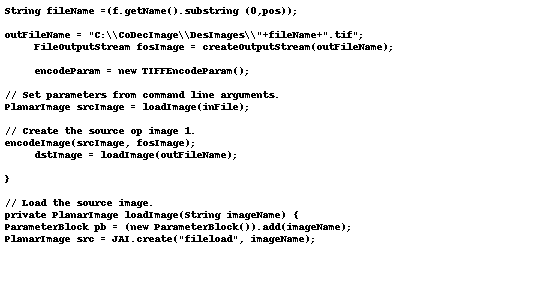 String fileName =(f.getName().substring (0,pos));
outFileName = "C:\\CoDecImage\\DesImages\\"+fileName+".tif";
FileOutputStream fosImage = createOutputStream(outFileName);
encodeParam = new TIFFEncodeParam();
// Set parameters from command line arguments.
PlanarImage srcImage = loadImage(inFile);
// Create the source op image 1.
encodeImage(srcImage, fosImage);
dstImage = loadImage(outFileName);
}
// Load the source image.
private PlanarImage loadImage(String imageName) {
ParameterBlock pb = (new ParameterBlock()).add(imageName);
PlanarImage src = JAI.create("fileload", imageName);